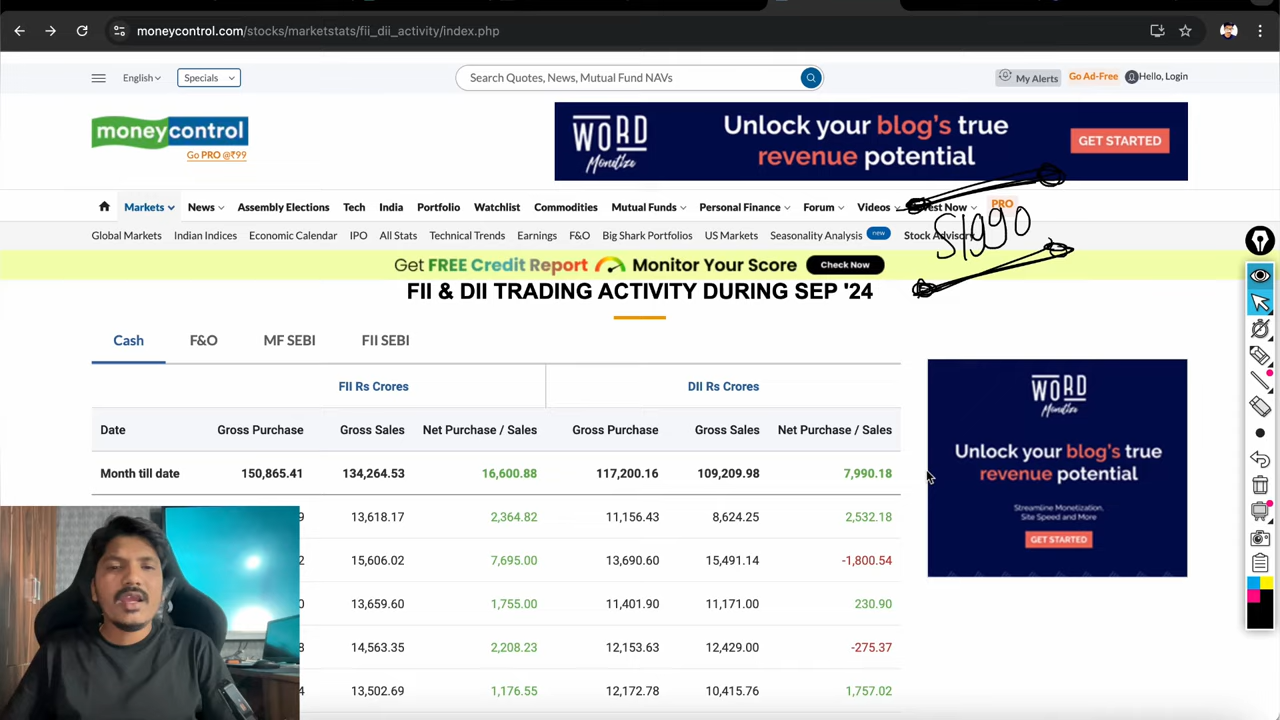 moneycontrol.com/stocks/marketstats/fii_dii_activity/index.php
English
Specials
Search Quotes, News, Mutual Fund NAVs
My Alerts
Go Ad-Free
Hello, Login
moneycontrol
Go PRO @₹99
WORD
Monetize
Unlock your blog's true
revenue potential
GET STARTED
Markets News Assembly Elections Tech India Portfolio Watchlist Commodities Mutual Funds Personal Finance Forum Videos Now PRO
Global Markets Indian Indices Economic Calendar IPO All Stats Technical Trends Earnings F&O Big Shark Portfolios US Markets Seasonality Analysis new Stock Advisory
51990
Get FREE Credit Report Monitor Your Score Check Now
FII & DII TRADING ACTIVITY DURING SEP '24
Cash F&O MF SEBI FII SEBI
FII Rs Crores DII Rs Crores
Date Gross Purchase Gross Sales Net Purchase / Sales Gross Purchase Gross Sales Net Purchase / Sales
Month till date 150,865.41 134,264.53 16,600.88 117,200.16 109,209.98 7,990.18
9 13,618.17 2,364.82 11,156.43 8,624.25 2,532.18
2 15,606.02 7,695.00 13,690.60 15,491.14 -1,800.54
0 13,659.60 1,755.00 11,401.90 11,171.00 230.90
8 14,563.35 2,208.23 12,153.63 12,429.00 -275.37
4 13,502.69 1,176.55 12,172.78 10,415.76 1,757.02
WORD
Monetize
Unlock your blog's true
revenue potential
Streamline Monetization,
Site Speed and More
GET STARTED